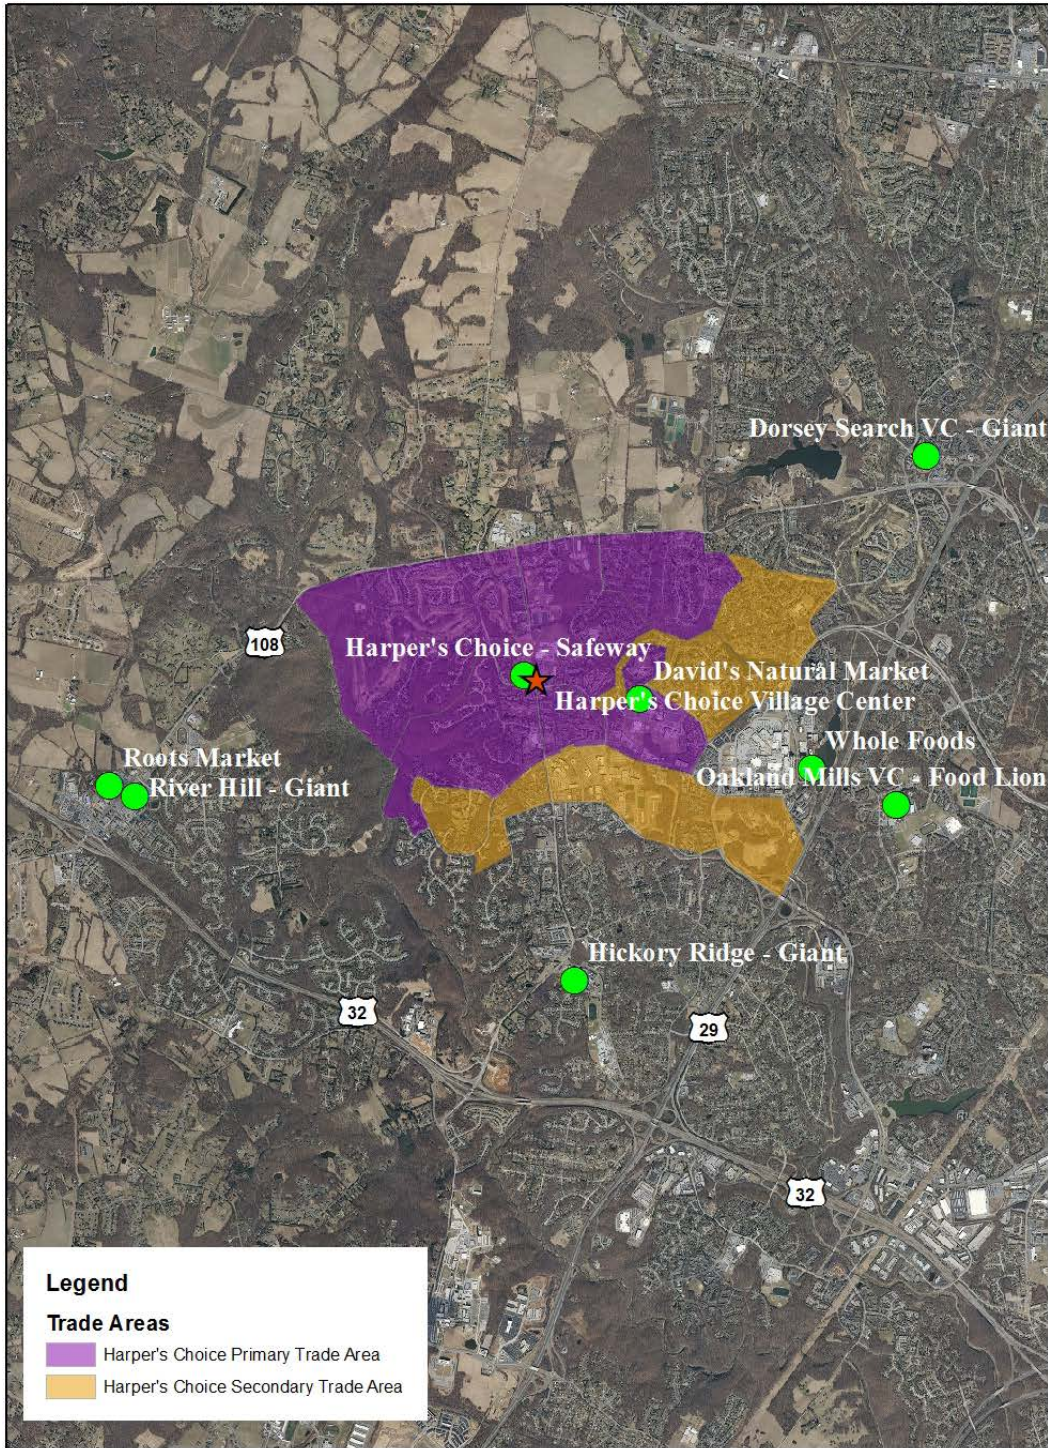 Dorsey Search VC - Giant
108
Harper's Choice - Safeway
David's Natural Market
Harper's Choice Village Center
Whole Foods
Roots Market
Oakland Mills VC - Food Lion
River Hill - Giant
Hickory Ridge - Giant
32
29
32
Legend
Trade Areas
Harper's Choice Primary Trade Area
Harper's Choice Secondary Trade Area